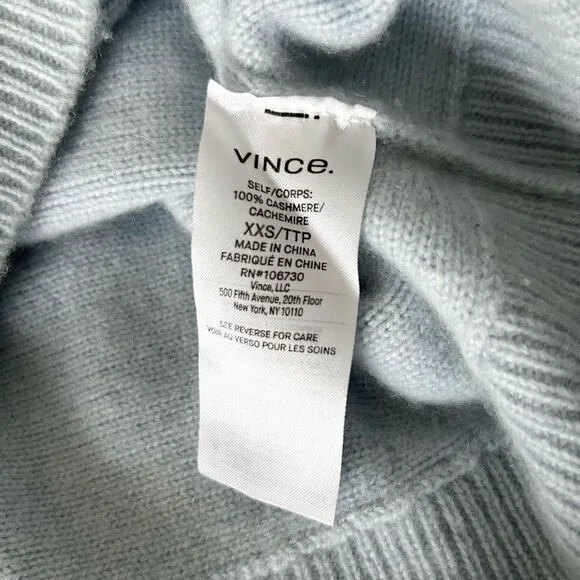 VINCe.
SELF/CORPS:
100% CASHMERE/
CACHEMIRE
XXS/TTP
MADE IN CHINA
FABRIQUÉ EN CHINE
RN#106730
Vince, LLC
500 Fifth Avenue, 20th Floor
New York, NY 10110
SEE REVERSE FOR CARE
VOIR AU VERSO POUR LES SOINS